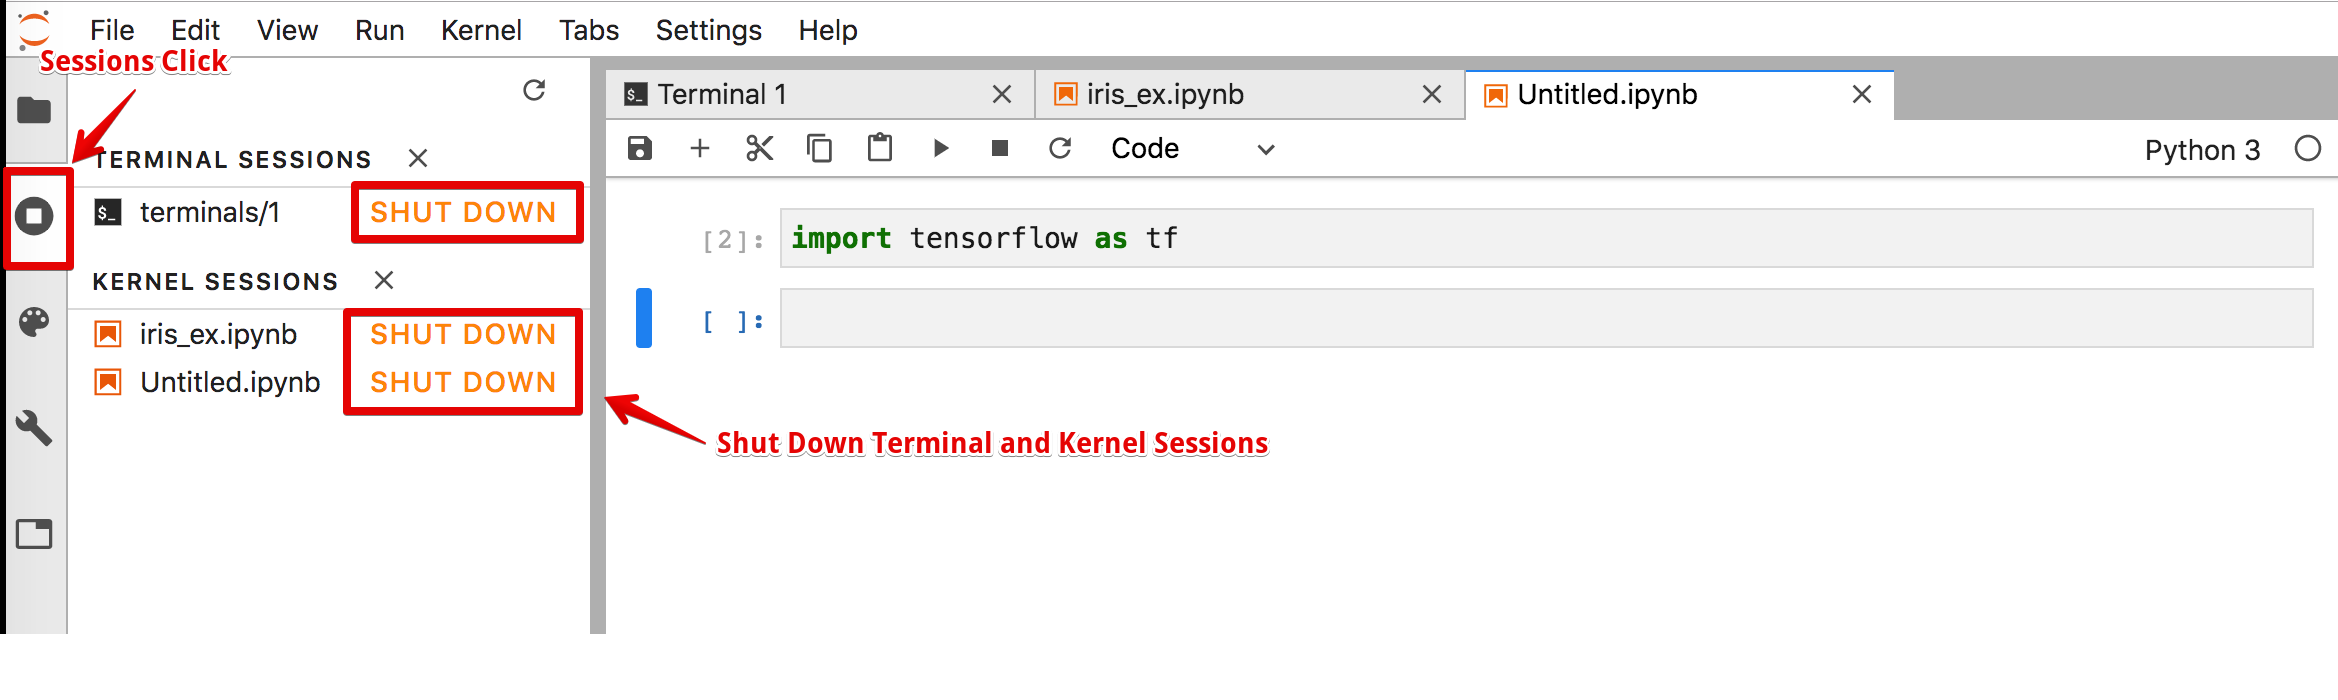 File Edit View Run Kernel Tabs Settings Help
Sessions Click
Terminal 1
iris_ex.ipynb
Untitled.ipynb
Code
Python 3
TERMINAL SESSIONS
terminals/1 SHUT DOWN
KERNEL SESSIONS
iris_ex.ipynb SHUT DOWN
Untitled.ipynb SHUT DOWN
[2]: import tensorflow as tf
[ ]:
Shut Down Terminal and Kernel Sessions